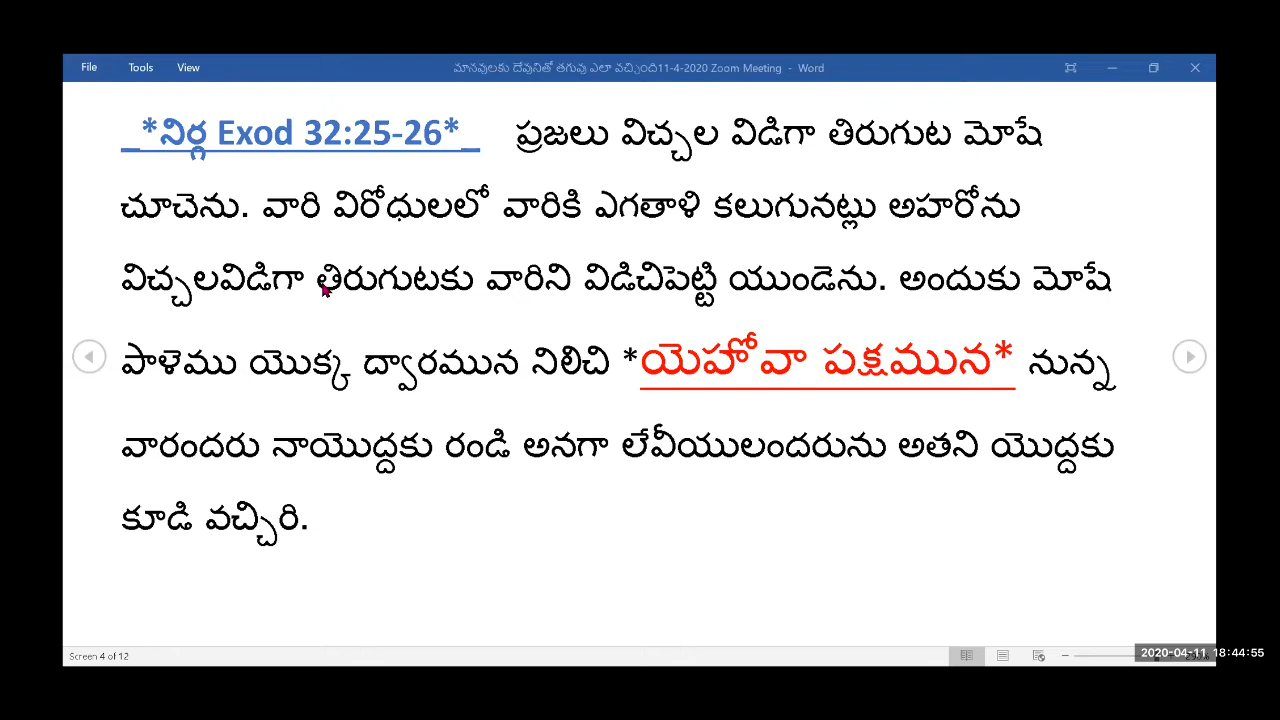 File Tools View మానవులకు దేవునితో తగువు ఎలా వచ్చింది11-4-2020 Zoom Meeting - Word
_*నిర్గ Exod 32:25-26*_ ప్రజలు విచ్చల విడిగా తిరుగుట మోషే
చూచెను. వారి విరోధులలో వారికి ఎగతాళి కలుగునట్లు అహరోను
విచ్చలవిడిగా తిరుగుటకు వారిని విడిచిపెట్టి యుండెను. అందుకు మోషే
పాళెము యొక్క ద్వారమున నిలిచి *యెహోవా పక్షమున* నున్న
వారందరు నాయొద్దకు రండి అనగా లేవీయులందరును అతని యొద్దకు
కూడి వచ్చిరి.
Screen 4 of 12
2020-04-11 18:44:55